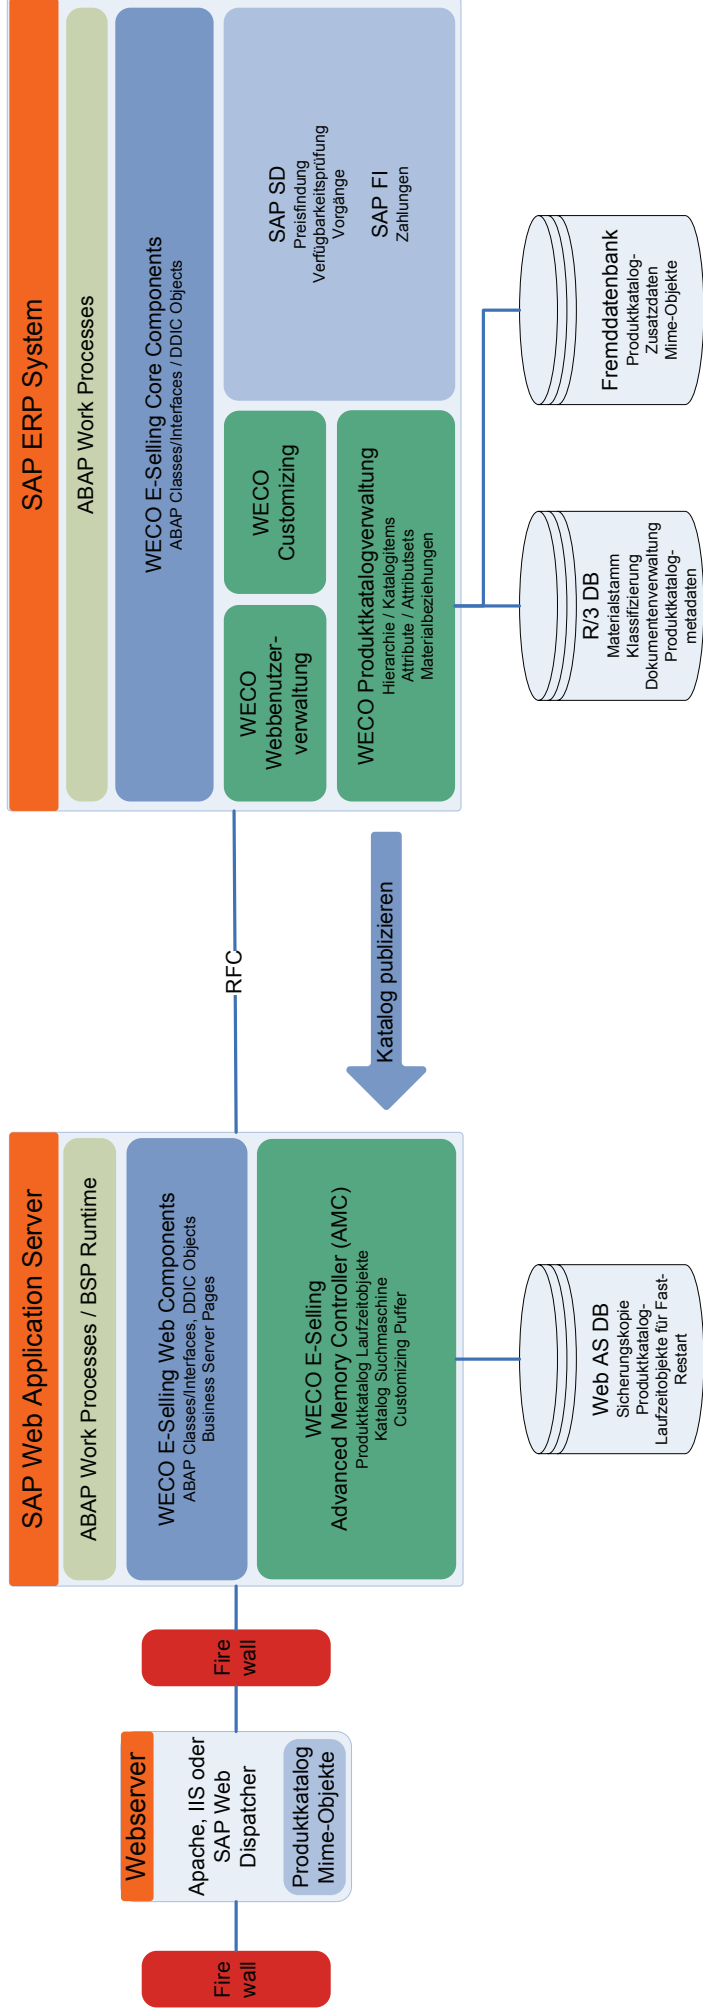 Fire
wall
Webserver
Apache, IIS oder
SAP Web
Dispatcher
Produktkatalog
Mime-Objekte
Fire
wall
SAP Web Application Server
ABAP Work Processes / BSP Runtime
WECO E-Selling Web Components
ABAP Classes/Interfaces, DDIC Objects
Business Server Pages
WECO E-Selling
Advanced Memory Controller (AMC)
Produktkatalog Laufzeitobjekte
Katalog Suchmaschine
Customizing Puffer
Web AS DB
Sicherungskopie
Produktkatalog-
Laufzeitobjekte für Fast-
Restart
RFC
Katalog publizieren
SAP ERP System
ABAP Work Processes
WECO E-Selling Core Components
ABAP Classes/Interfaces / DDIC Objects
WECO
Webbenutzer-
verwaltung
WECO
Customizing
SAP SD
Preisfindung
Verfügbarkeitsprüfung
Vorgänge
SAP FI
Zahlungen
WECO Produktkatalogverwaltung
Hierarchie / Katalogitems
Attribute / Attributsets
Materialbeziehungen
R/3 DB
Materialstamm
Klassifizierung
Dokumentenverwaltung
Produktkatalog-
metadaten
Fremddatenbank
Produktkatalog-
Zusatzdaten
Mime-Objekte